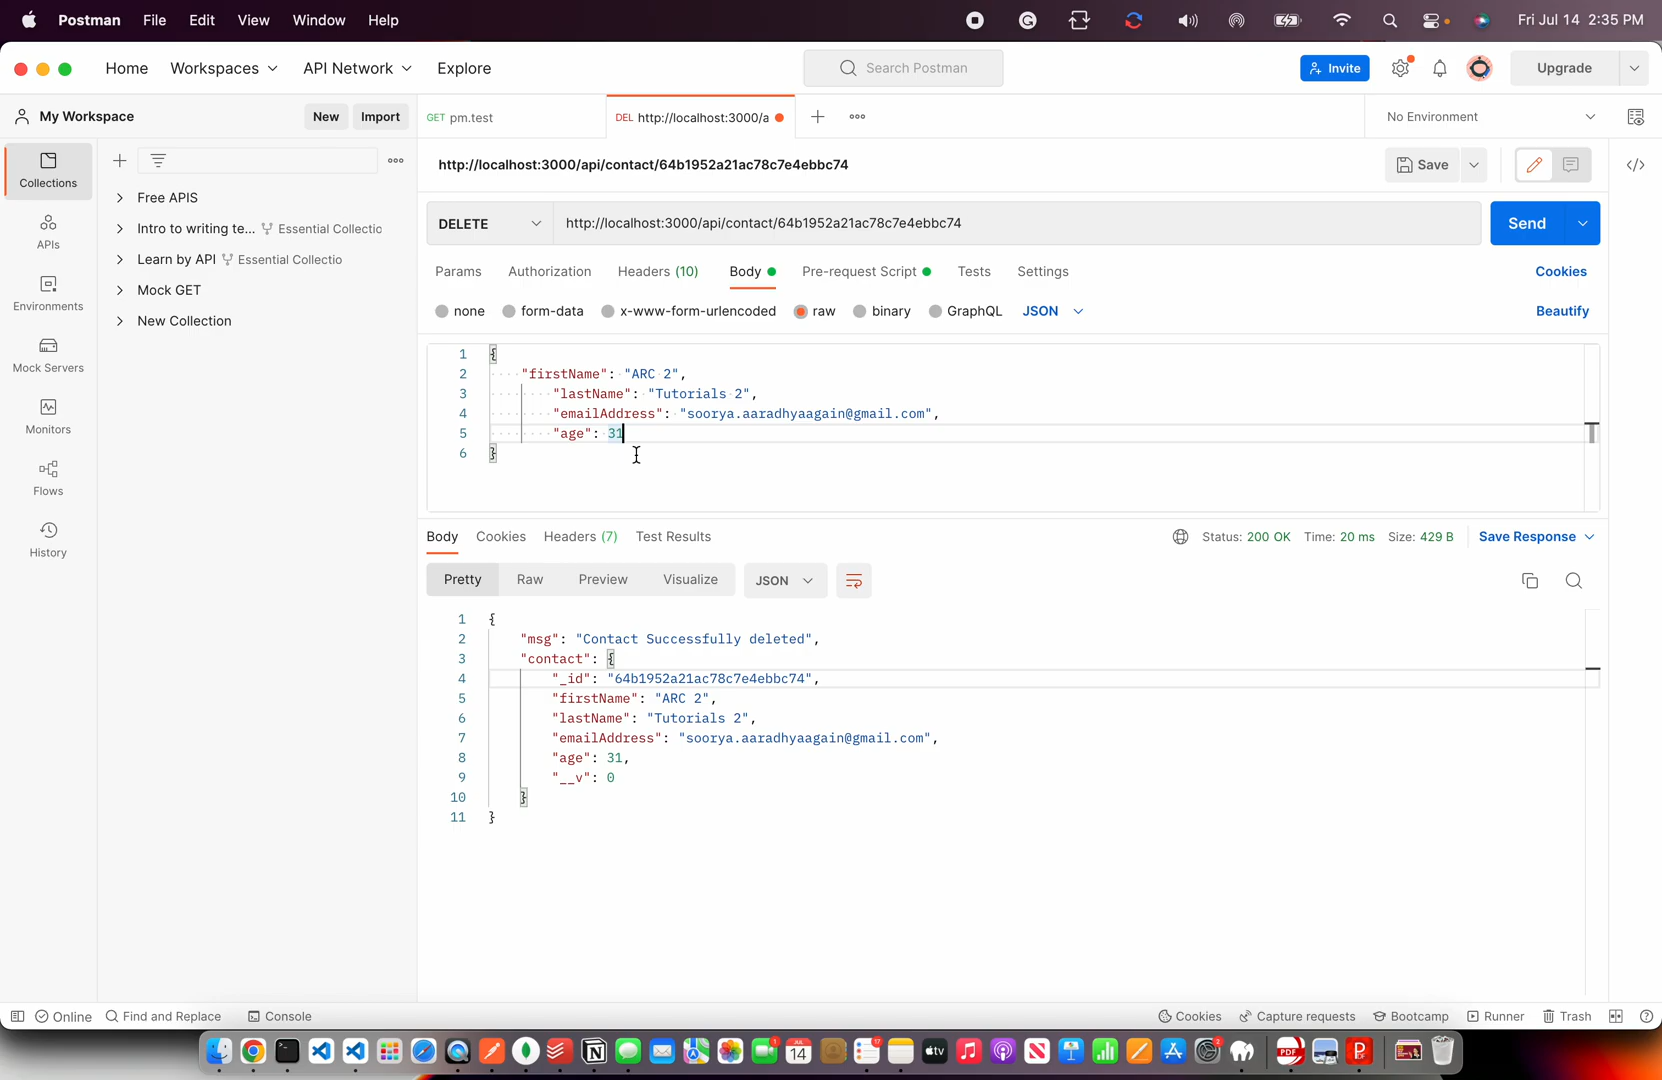 Postman File Edit View Window Help Fri Jul 14 2:35 PM
Home Workspaces API Network Explore Search Postman Invite Upgrade
My Workspace New Import GET pm.test DEL http://localhost:3000/a No Environment
http://localhost:3000/api/contact/64b1952a21ac78c7e4ebbc74 Save
Collections
Free APIS
DELETE http://localhost:3000/api/contact/64b1952a21ac78c7e4ebbc74 Send
Intro to writing te... Essential Collectio
APIs
Learn by API Essential Collectio
Params Authorization Headers (10) Body Pre-request Script Tests Settings Cookies
Mock GET
Environments
none form-data x-www-form-urlencoded raw binary GraphQL JSON Beautify
New Collection
Mock Servers
Monitors
Flows
History
1 {
2 "firstName": "ARC 2",
3 "lastName": "Tutorials 2",
4 "emailAddress": "soorya.aaradhyaagain@gmail.com",
5 "age": 31
6 }
Body Cookies Headers (7) Test Results Status: 200 OK Time: 20 ms Size: 429 B Save Response
Pretty Raw Preview Visualize JSON
1 {
2 "msg": "Contact Successfully deleted",
3 "contact": {
4 "_id": "64b1952a21ac78c7e4ebbc74",
5 "firstName": "ARC 2",
6 "lastName": "Tutorials 2",
7 "emailAddress": "soorya.aaradhyaagain@gmail.com",
8 "age": 31,
9 "__v": 0
10 }
11 }
Online Find and Replace Console Cookies Capture requests Bootcamp Runner Trash